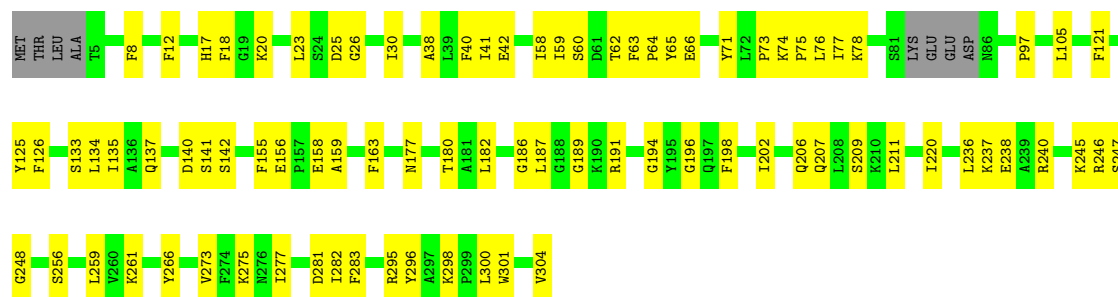 MET THR LEU ALA T5 F8 F12 H17 F18 G19 K20 L23 S24 D25 G26 I30 A38 L39 F40 I41 E42 I58 I59 S60 D61 T62 F63 P64 Y65 E66 Y71 L72 P73 K74 P75 L76 I77 K78 S81 LYS GLU GLU ASP N86 P97 L105 F121
Y125 F126 S133 L134 I135 A136 Q137 D140 S141 S142 F155 E156 P157 E158 A159 F163 N177 T180 A181 L182 G186 L187 G188 G189 K190 R191 G194 Y195 G196 Q197 F198 I202 Q206 Q207 L208 S209 K210 L211 I220 L236 K237 E238 A239 R240 K245 R246 S247
G248 S256 L259 V260 K261 Y266 V273 F274 K275 N276 I277 D281 I282 F283 R295 Y296 A297 K298 P299 L300 W301 V304